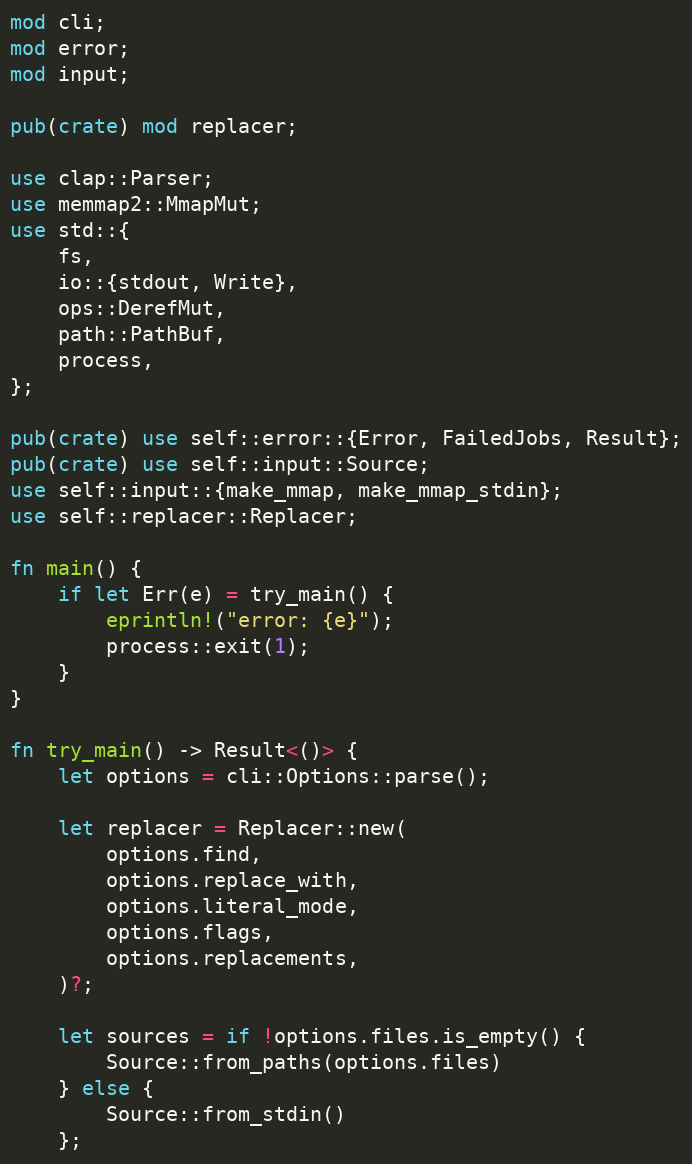 mod cli;
mod error;
mod input;

pub(crate) mod replacer;

use clap::Parser;
use memmap2::MmapMut;
use std::{
    fs,
    io::{stdout, Write},
    ops::DerefMut,
    path::PathBuf,
    process,
};

pub(crate) use self::error::{Error, FailedJobs, Result};
pub(crate) use self::input::Source;
use self::input::{make_mmap, make_mmap_stdin};
use self::replacer::Replacer;

fn main() {
    if let Err(e) = try_main() {
        eprintln!("error: {e}");
        process::exit(1);
    }
}

fn try_main() -> Result<()> {
    let options = cli::Options::parse();

    let replacer = Replacer::new(
        options.find,
        options.replace_with,
        options.literal_mode,
        options.flags,
        options.replacements,
    )?;

    let sources = if !options.files.is_empty() {
        Source::from_paths(options.files)
    } else {
        Source::from_stdin()
    };